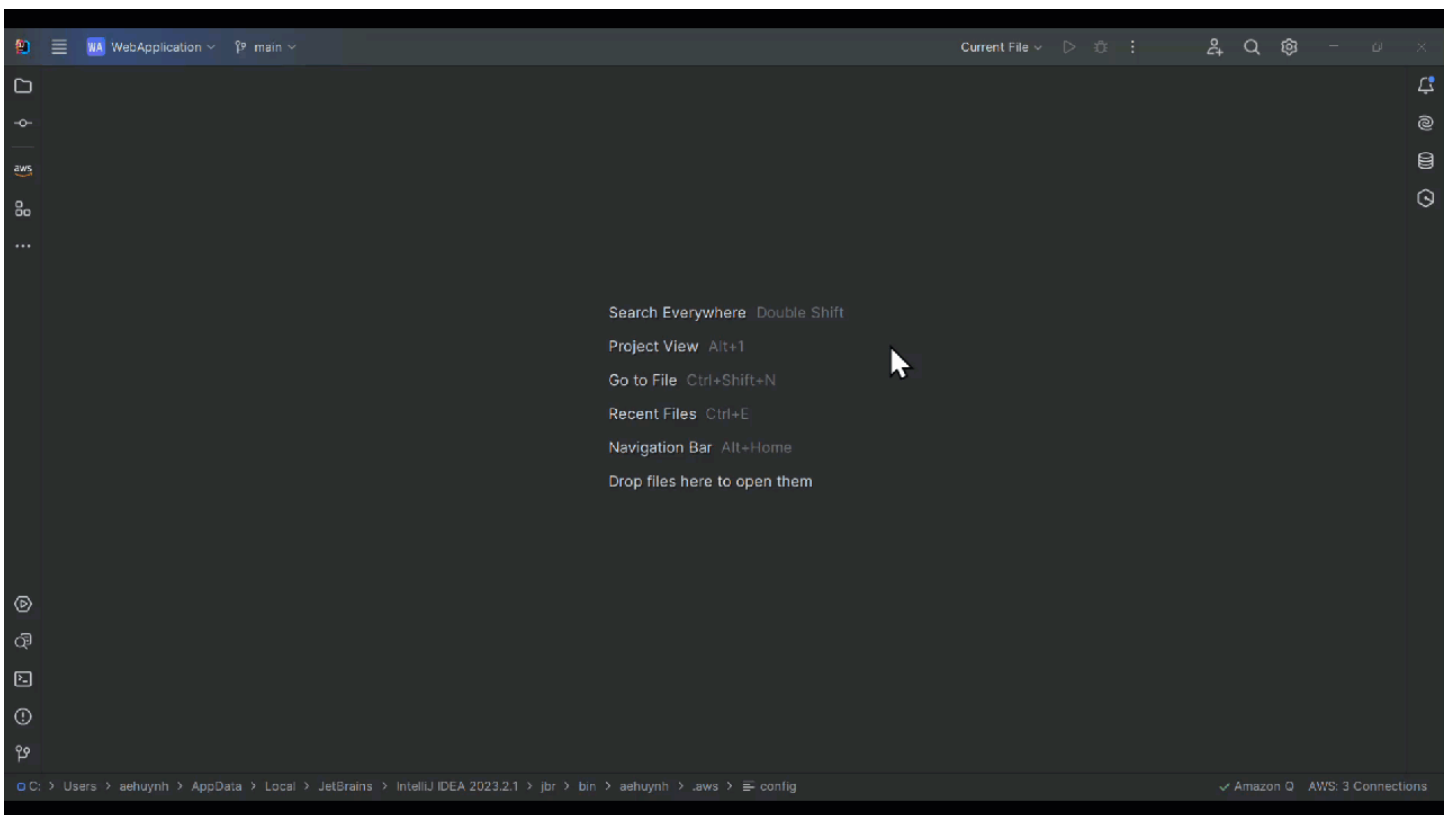 WA WebApplication main Current File
aws
Search Everywhere Double Shift
Project View Alt+1
Go to File Ctrl+Shift+N
Recent Files Ctrl+E
Navigation Bar Alt+Home
Drop files here to open them
C: > Users > aehuynh > AppData > Local > JetBrains > IntelliJ IDEA 2023.2.1 > jbr > bin > aehuynh > .aws > config Amazon Q AWS: 3 Connections